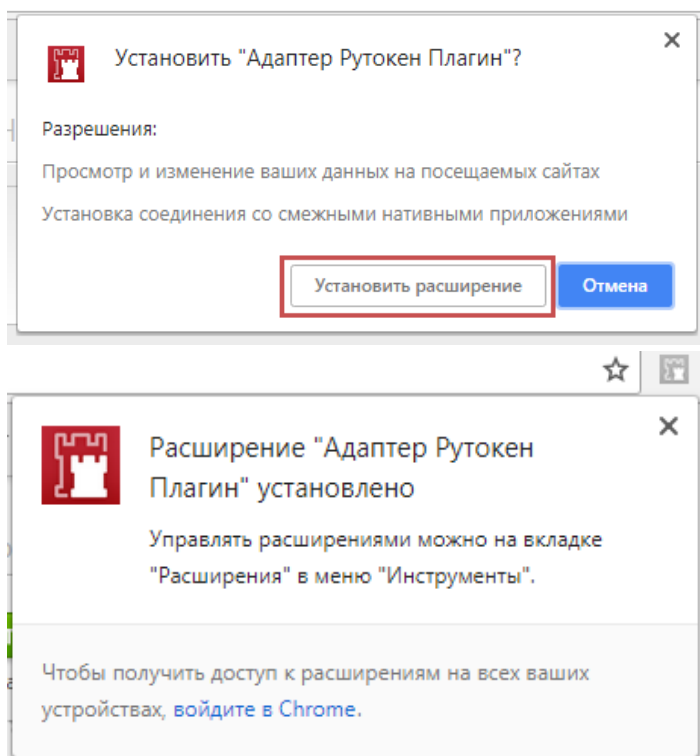 Установить "Адаптер Рутокен Плагин"?
Разрешения:
Просмотр и изменение ваших данных на посещаемых сайтах
Установка соединения со смежными нативными приложениями
Установить расширение
Отмена
Расширение "Адаптер Рутокен
Плагин" установлено
Управлять расширениями можно на вкладке
"Расширения" в меню "Инструменты".
Чтобы получить доступ к расширениям на всех ваших
устройствах, войдите в Chrome.